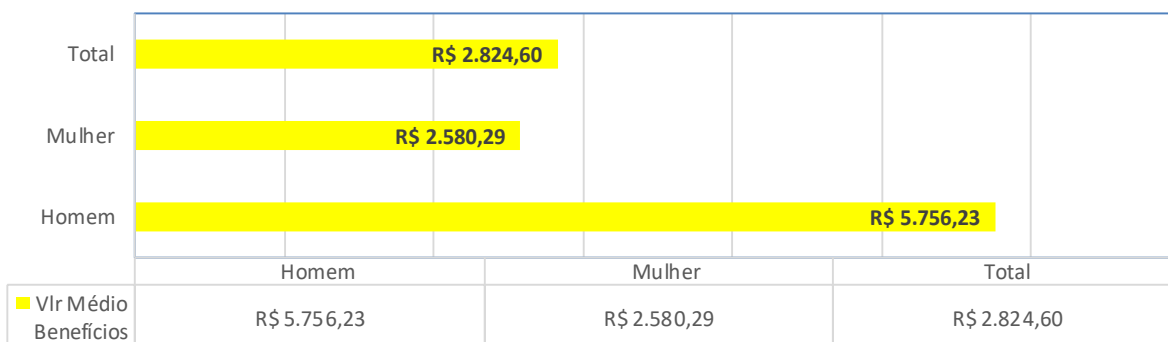 Total
R$ 2.824,60
Mulher
R$ 2.580,29
Homem
R$ 5.756,23
Homem Mulher Total
Vlr Médio
Benefícios
R$ 5.756,23 R$ 2.580,29 R$ 2.824,60